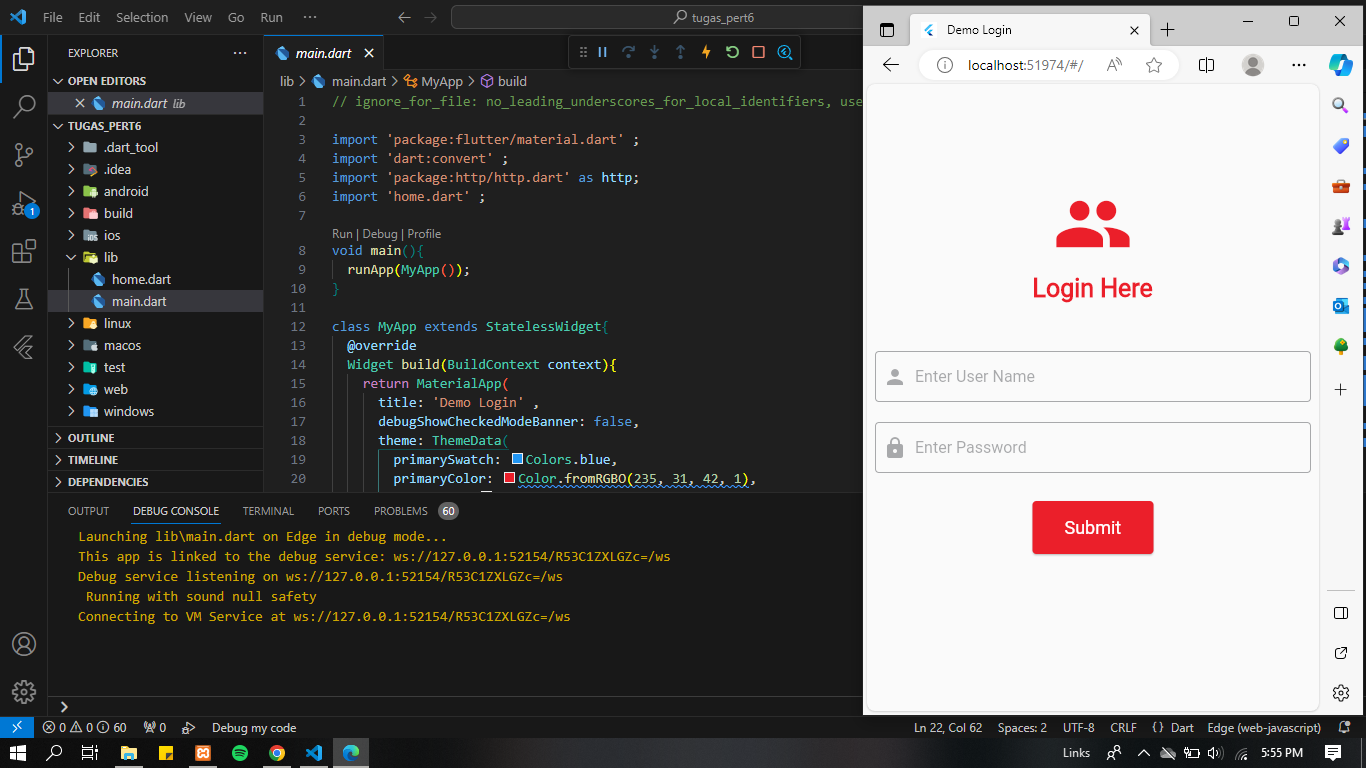 File Edit Selection View Go Run ···
tugas_pert6
EXPLORER
OPEN EDITORS
main.dart lib
TUGAS_PERT6
.dart_tool
.idea
android
build
ios
lib
home.dart
main.dart
linux
macos
test
web
windows
OUTLINE
TIMELINE
DEPENDENCIES
main.dart
lib > main.dart > MyApp > build
1 // ignore_for_file: no_leading_underscores_for_local_identifiers, use
2
3 import 'package:flutter/material.dart' ;
4 import 'dart:convert' ;
5 import 'package:http/http.dart' as http;
6 import 'home.dart' ;
7
Run | Debug | Profile
8 void main(){
9 runApp(MyApp());
10 }
11
12 class MyApp extends StatelessWidget{
13 @override
14 Widget build(BuildContext context){
15 return MaterialApp(
16 title: 'Demo Login' ,
17 debugShowCheckedModeBanner: false,
18 theme: ThemeData(
19 primarySwatch: Colors.blue,
20 primaryColor: Color.fromRGBO(235, 31, 42, 1),
OUTPUT DEBUG CONSOLE TERMINAL PORTS PROBLEMS 60
Launching lib\main.dart on Edge in debug mode...
This app is linked to the debug service: ws://127.0.0.1:52154/R53C1ZXLGZc=/ws
Debug service listening on ws://127.0.0.1:52154/R53C1ZXLGZc=/ws
Running with sound null safety
Connecting to VM Service at ws://127.0.0.1:52154/R53C1ZXLGZc=/ws
1
Demo Login
localhost:51974/#/
Login Here
Enter User Name
Enter Password
Submit
0 0 60 0 Debug my code Ln 22, Col 62 Spaces: 2 UTF-8 CRLF { } Dart Edge (web-javascript)
Links 5:55 PM